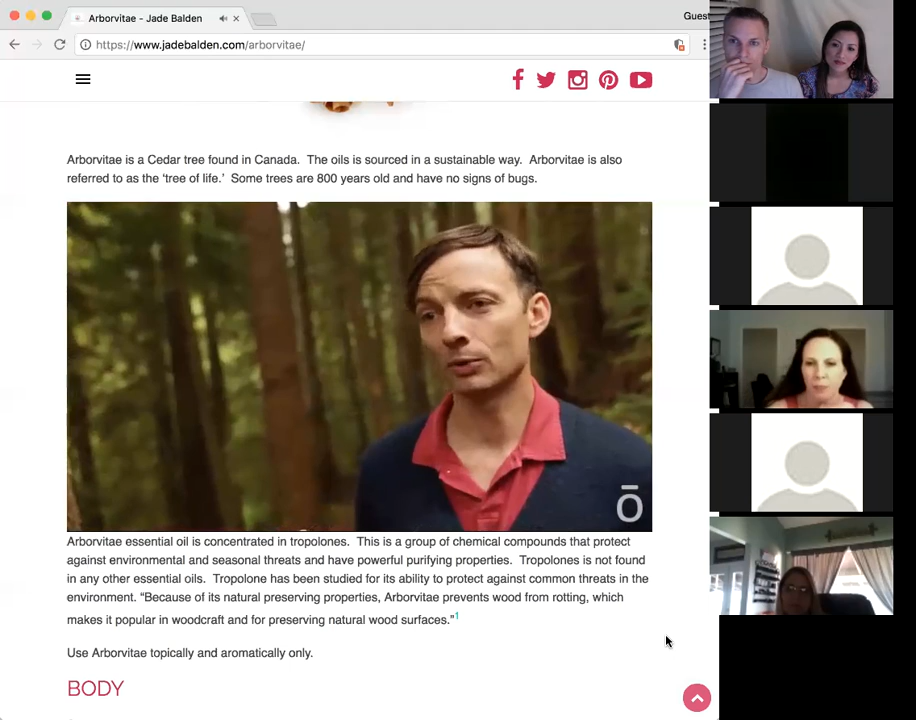 Arborvitae - Jade Balden
Guest
https://www.jadebalden.com/arborvitae/
Arborvitae is a Cedar tree found in Canada. The oils is sourced in a sustainable way. Arborvitae is also
referred to as the ‘tree of life.’ Some trees are 800 years old and have no signs of bugs.
ō
Arborvitae essential oil is concentrated in tropolones. This is a group of chemical compounds that protect
against environmental and seasonal threats and have powerful purifying properties. Tropolones is not found
in any other essential oils. Tropolone has been studied for its ability to protect against common threats in the
environment. “Because of its natural preserving properties, Arborvitae prevents wood from rotting, which
makes it popular in woodcraft and for preserving natural wood surfaces.”1
Use Arborvitae topically and aromatically only.
BODY